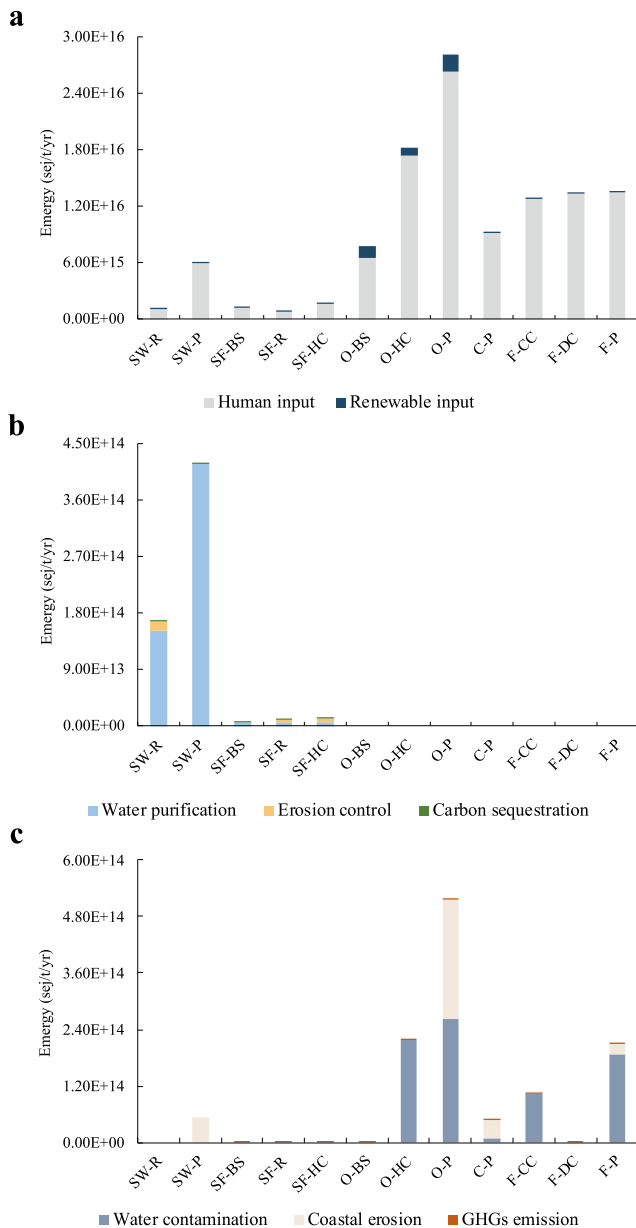 a
3.00E+16
2.40E+16
1.80E+16
1.20E+16
6.00E+15
0.00E+00
Emergy (sej/t/yr)
SW-R SW-P SF-BS SF-R SF-HC O-BS O-HC O-P C-P F-CC F-DC F-P
Human input Renewable input
b
4.50E+14
3.60E+14
2.70E+14
1.80E+14
9.00E+13
0.00E+00
Emergy (sej/t/yr)
SW-R SW-P SF-BS SF-R SF-HC O-BS O-HC O-P C-P F-CC F-DC F-P
Water purification Erosion control Carbon sequestration
c
6.00E+14
4.80E+14
3.60E+14
2.40E+14
1.20E+14
0.00E+00
Emergy (sej/t/yr)
SW-R SW-P SF-BS SF-R SF-HC O-BS O-HC O-P C-P F-CC F-DC F-P
Water contamination Coastal erosion GHGs emission